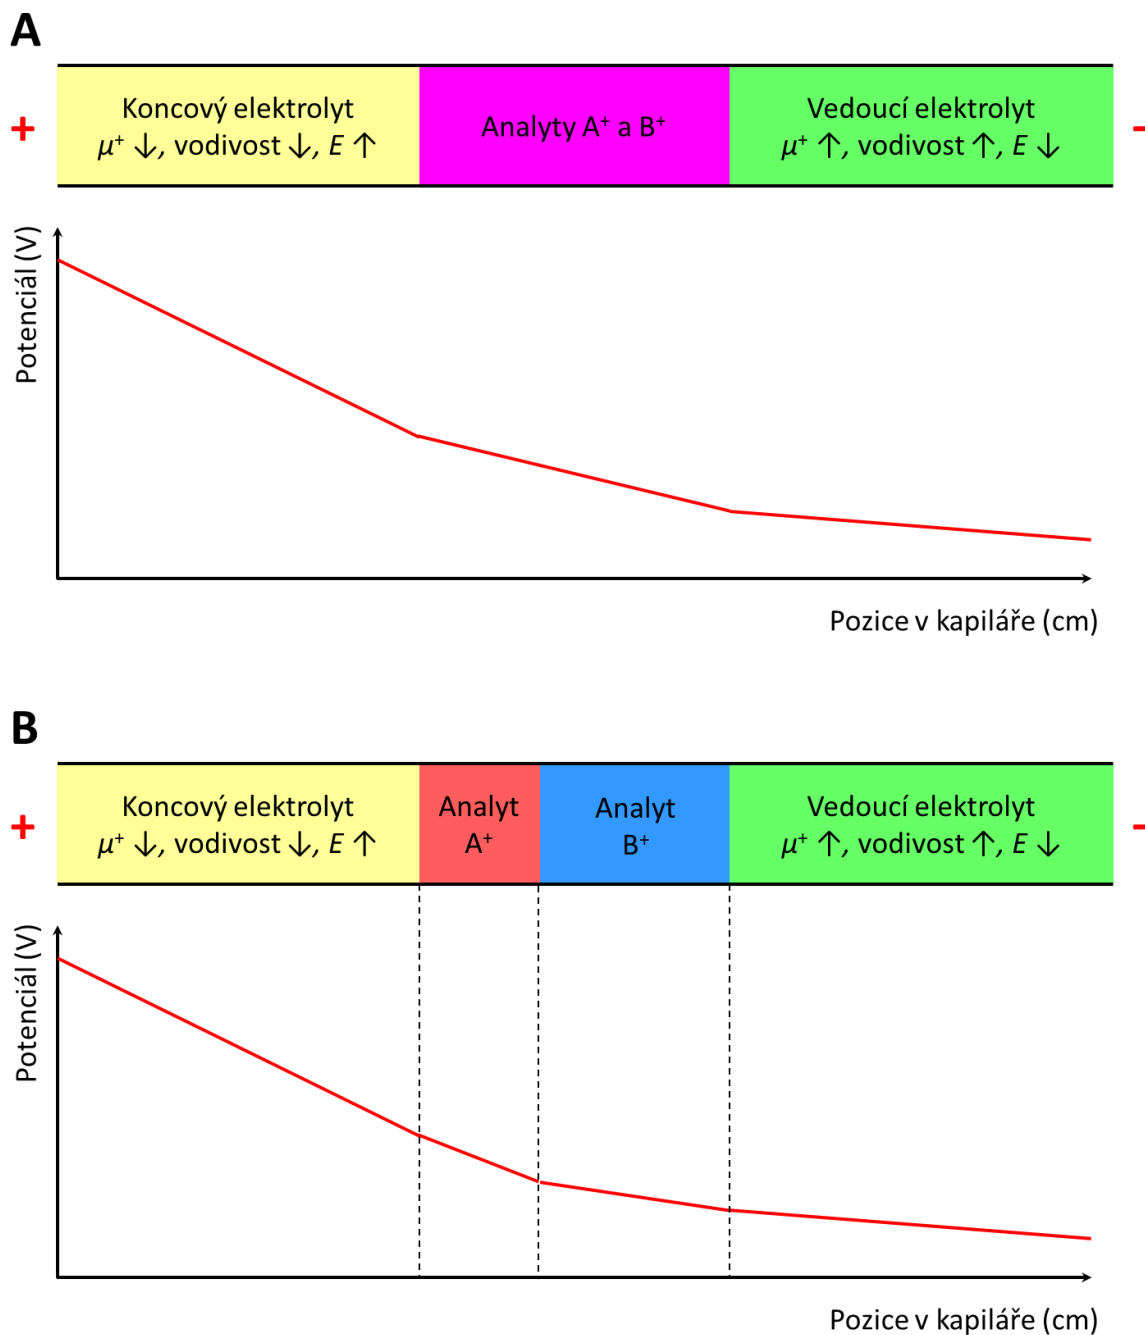 A
+
Koncový elektrolyt
μ⁺ ↓, vodivost ↓, E ↑
Analyty A⁺ a B⁺
Vedoucí elektrolyt
μ⁺ ↑, vodivost ↑, E ↓
-
Potenciál (V)
Pozice v kapiláře (cm)
B
+
Koncový elektrolyt
μ⁺ ↓, vodivost ↓, E ↑
Analyt
A⁺
Analyt
B⁺
Vedoucí elektrolyt
μ⁺ ↑, vodivost ↑, E ↓
-
Potenciál (V)
Pozice v kapiláře (cm)